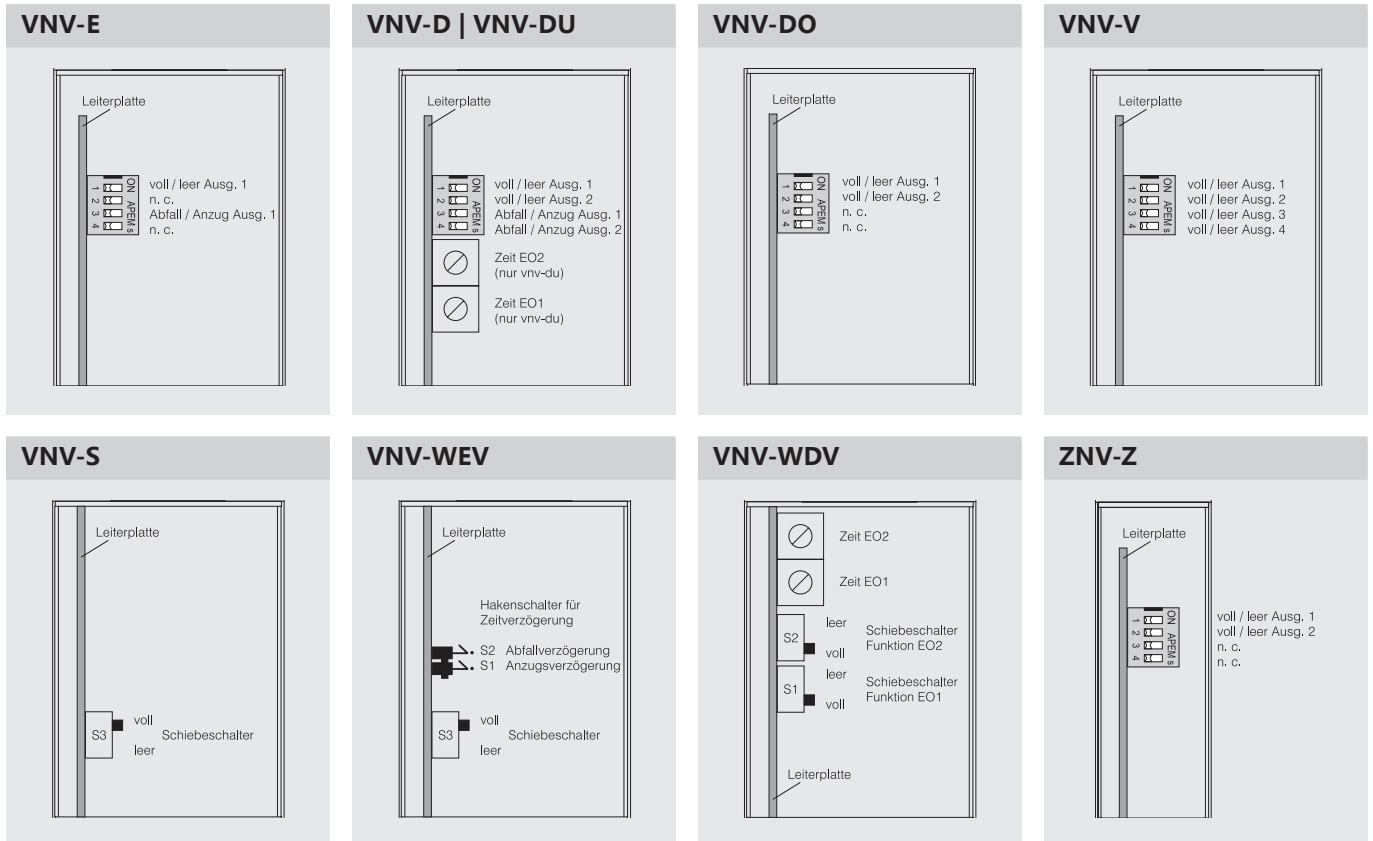 VNV-E
Leiterplatte
ON
APEM s
1
2
3
4
voll / leer Ausg. 1
n. c.
Abfall / Anzug Ausg. 1
n. c.
VNV-D | VNV-DU
Leiterplatte
ON
APEM s
1
2
3
4
voll / leer Ausg. 1
voll / leer Ausg. 2
Abfall / Anzug Ausg. 1
Abfall / Anzug Ausg. 2
Zeit EO2
(nur vnv-du)
Zeit EO1
(nur vnv-du)
VNV-DO
Leiterplatte
ON
APEM s
1
2
3
4
voll / leer Ausg. 1
voll / leer Ausg. 2
n. c.
n. c.
VNV-V
Leiterplatte
ON
APEM s
1
2
3
4
voll / leer Ausg. 1
voll / leer Ausg. 2
voll / leer Ausg. 3
voll / leer Ausg. 4
VNV-S
Leiterplatte
S3
voll
Schiebeschalter
leer
VNV-WEV
Leiterplatte
Hakenschalter für
Zeitverzögerung
S2 Abfallverzögerung
S1 Anzugsverzögerung
S3
voll
Schiebeschalter
leer
VNV-WDV
Zeit EO2
Zeit EO1
S2
leer
voll
Schiebeschalter
Funktion EO2
S1
leer
voll
Schiebeschalter
Funktion EO1
Leiterplatte
ZNV-Z
Leiterplatte
ON
APEM s
1
2
3
4
voll / leer Ausg. 1
voll / leer Ausg. 2
n. c.
n. c.